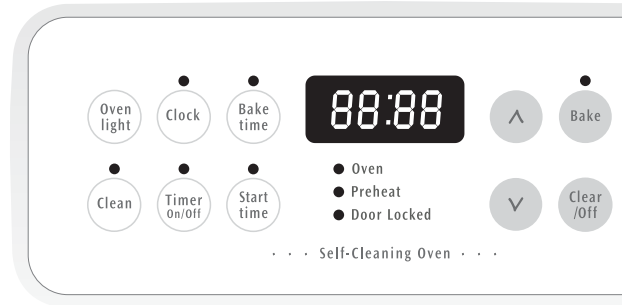 Oven
light
Clock
Bake
time
88:88
∧
Bake
Clean
Timer
On/Off
Start
time
Oven
Preheat
Door Locked
∨
Clear
/Off
· · · Self-Cleaning Oven · · ·